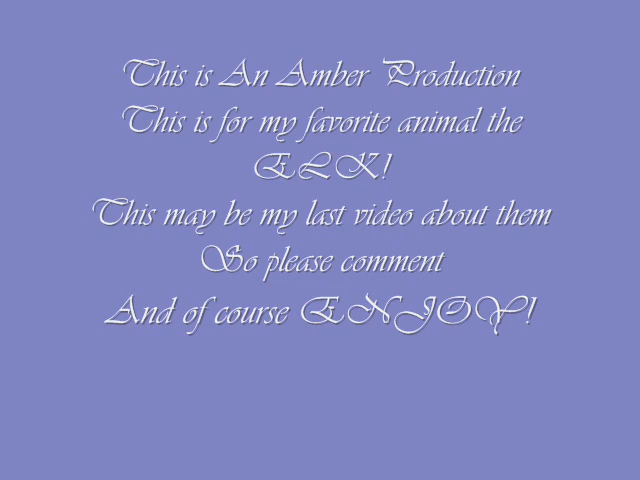 This is An Amber Production
This is for my favorite animal the
ELK!
This may be my last video about them
So please comment
And of course ENJOY!